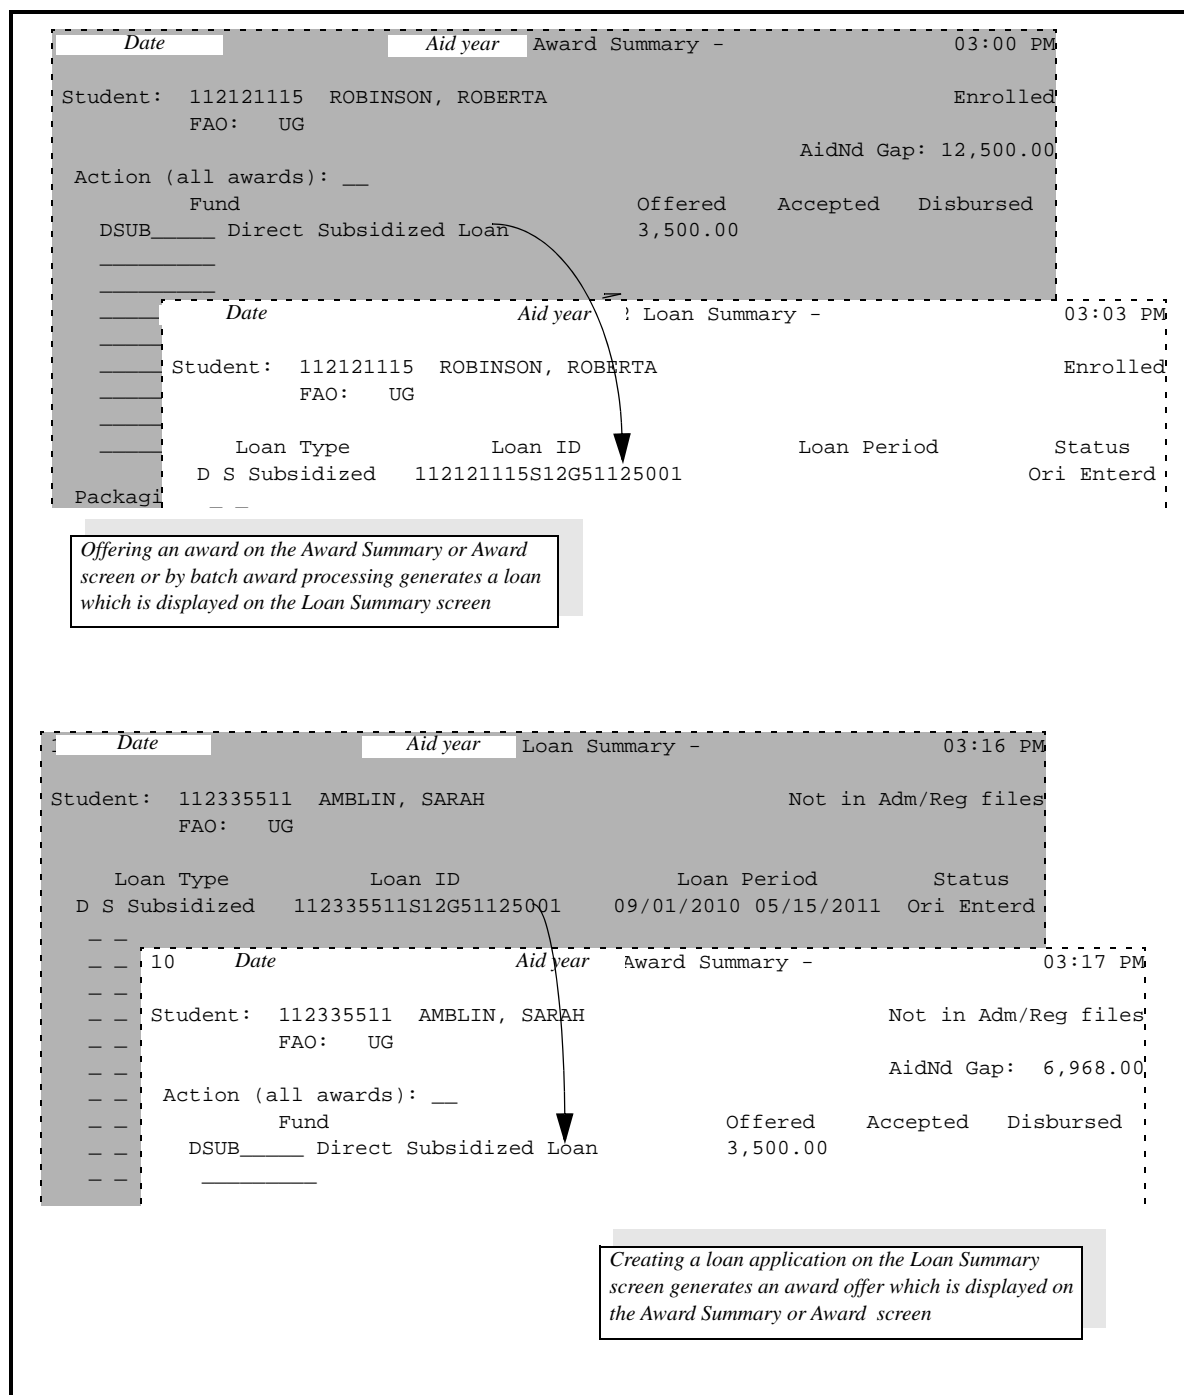 Date Aid year Award Summary - 03:00 PM
Student: 112121115 ROBINSON, ROBERTA Enrolled
FAO: UG
AidNd Gap: 12,500.00
Action (all awards): __
Fund Offered Accepted Disbursed
DSUB_____ Direct Subsidized Loan 3,500.00
Date Aid year Loan Summary - 03:03 PM
Student: 112121115 ROBINSON, ROBERTA Enrolled
FAO: UG
Loan Type Loan ID Loan Period Status
D S Subsidized 112121115S12G51125001 Ori Enterd
Packagi _ _
Offering an award on the Award Summary or Award
screen or by batch award processing generates a loan
which is displayed on the Loan Summary screen
Date Aid year Loan Summary - 03:16 PM
Student: 112335511 AMBLIN, SARAH Not in Adm/Reg files
FAO: UG
Loan Type Loan ID Loan Period Status
D S Subsidized 112335511S12G51125001 09/01/2010 05/15/2011 Ori Enterd
10 Date Aid year Award Summary - 03:17 PM
Student: 112335511 AMBLIN, SARAH Not in Adm/Reg files
FAO: UG
AidNd Gap: 6,968.00
Action (all awards): __
Fund Offered Accepted Disbursed
DSUB_____ Direct Subsidized Loan 3,500.00
Creating a loan application on the Loan Summary
screen generates an award offer which is displayed on
the Award Summary or Award screen